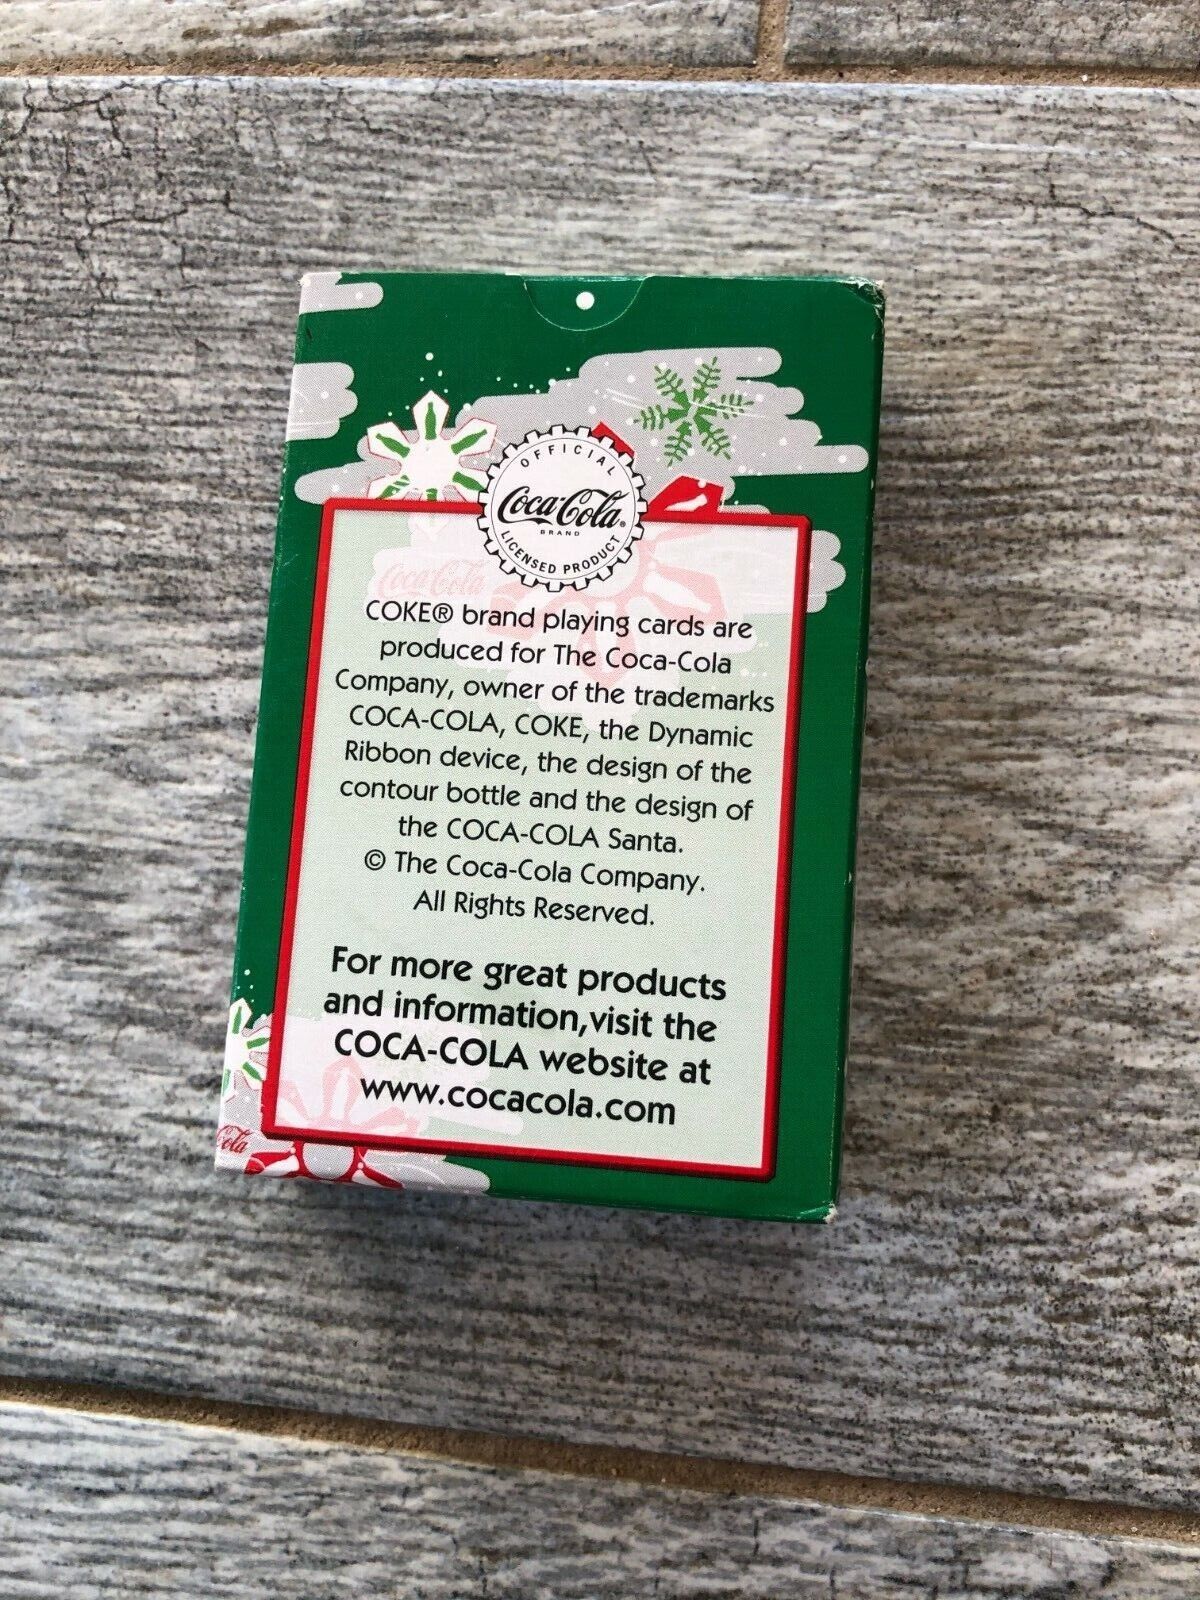 OFFICIAL
Coca-Cola®
BRAND
LICENSED PRODUCT
Coca-Cola
COKE® brand playing cards are
produced for The Coca-Cola
Company, owner of the trademarks
COCA-COLA, COKE, the Dynamic
Ribbon device, the design of the
contour bottle and the design of
the COCA-COLA Santa.
© The Coca-Cola Company.
All Rights Reserved.
For more great products
and information,visit the
COCA-COLA website at
www.cocacola.com
Cola